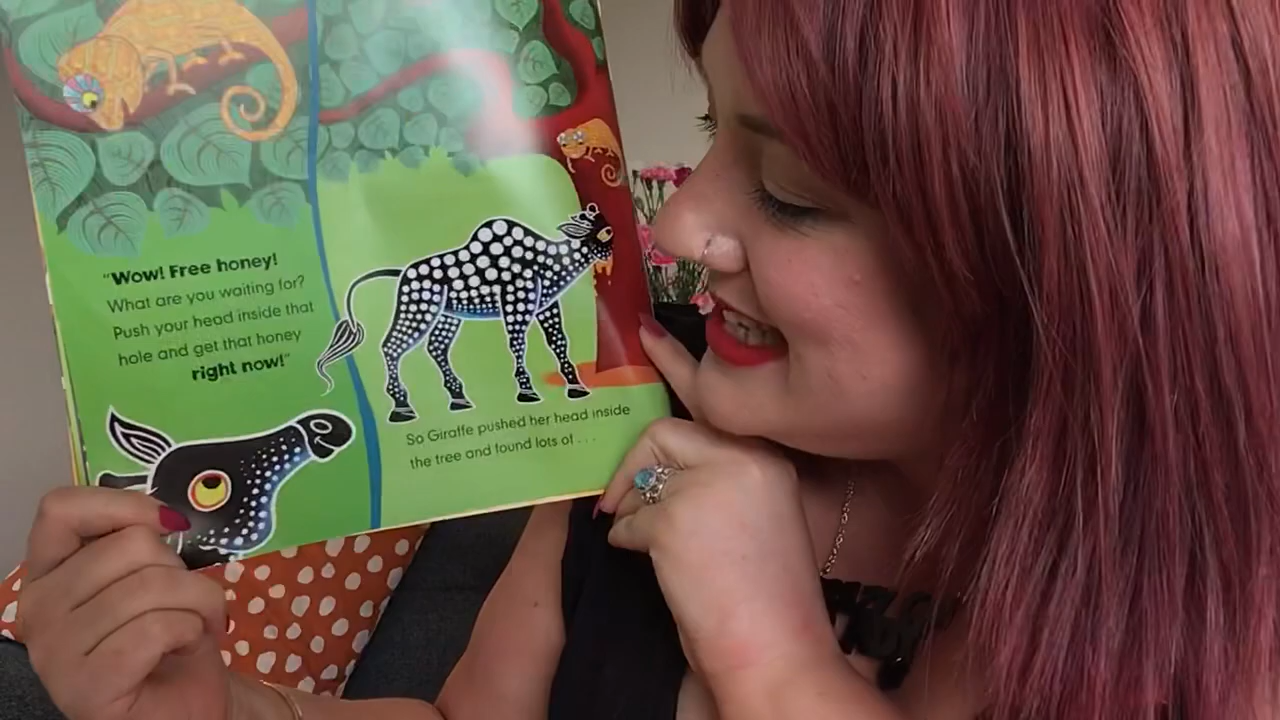 "Wow! Free honey!
What are you waiting for?
Push your head inside that
hole and get that honey
right now!"
So Giraffe pushed her head inside
the tree and found lots of . . .